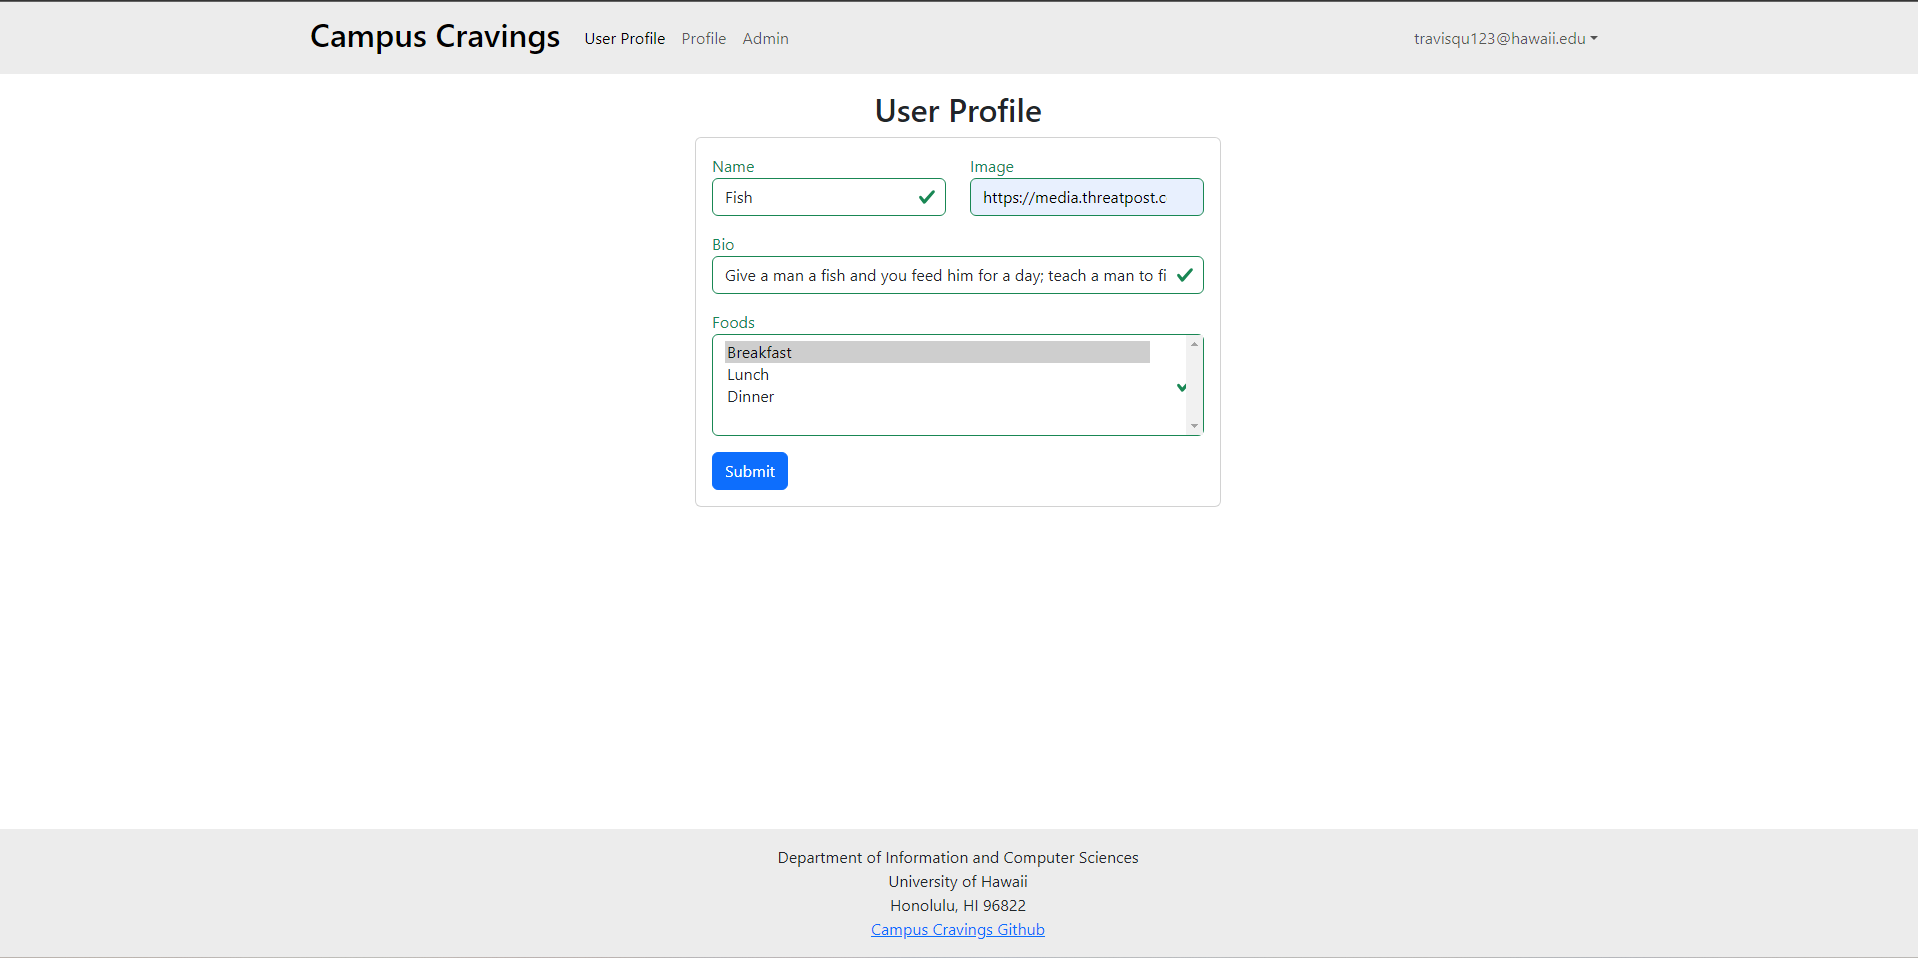 Campus Cravings User Profile Profile Admin travisqu123@hawaii.edu
User Profile
Name Image
Fish https://media.threatpost.c
Bio
Give a man a fish and you feed him for a day; teach a man to fi
Foods
Breakfast
Lunch
Dinner
Submit
Department of Information and Computer Sciences
University of Hawaii
Honolulu, HI 96822
Campus Cravings Github